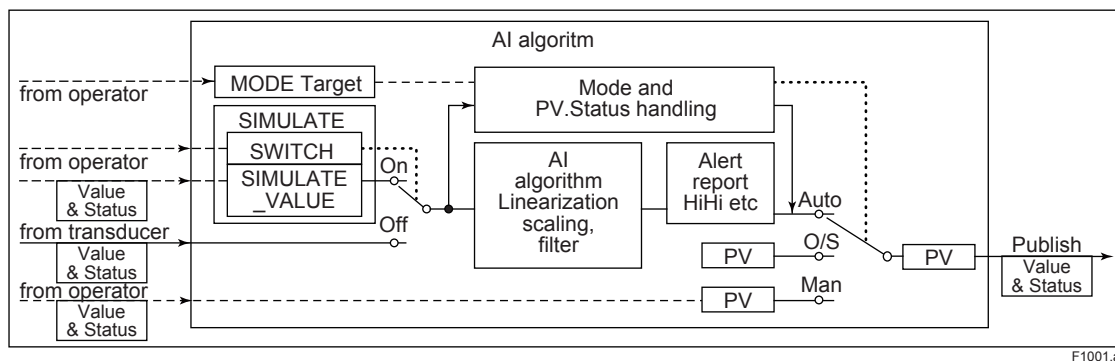 AI algoritm
from operator
MODE Target
Mode and
PV.Status handling
SIMULATE
from operator
SWITCH
SIMULATE
_VALUE
On
Value
& Status
AI
algorithm
Linearization
scaling,
filter
Alert
report
HiHi etc
Auto
from transducer
Off
Value
& Status
PV
O/S
PV
Publish
Value
& Status
from operator
PV
Man
Value
& Status